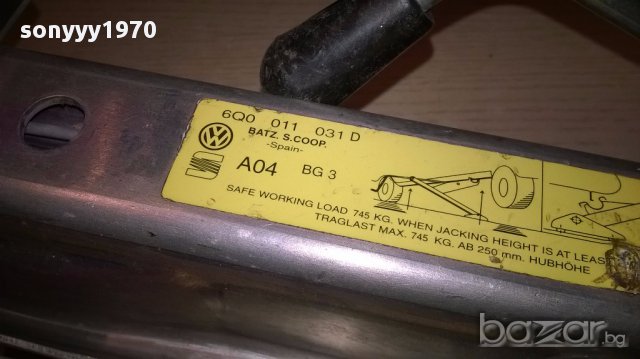 sonyyy1970
6Q0 011 031 D
BATZ. S.COOP.
-Spain-
A04 BG 3
SAFE WORKING LOAD 745 KG. WHEN JACKING HEIGHT IS AT LEAS
TRAGLAST MAX. 745 KG. AB 250 mm. HUBHÖHE
bazar.bg